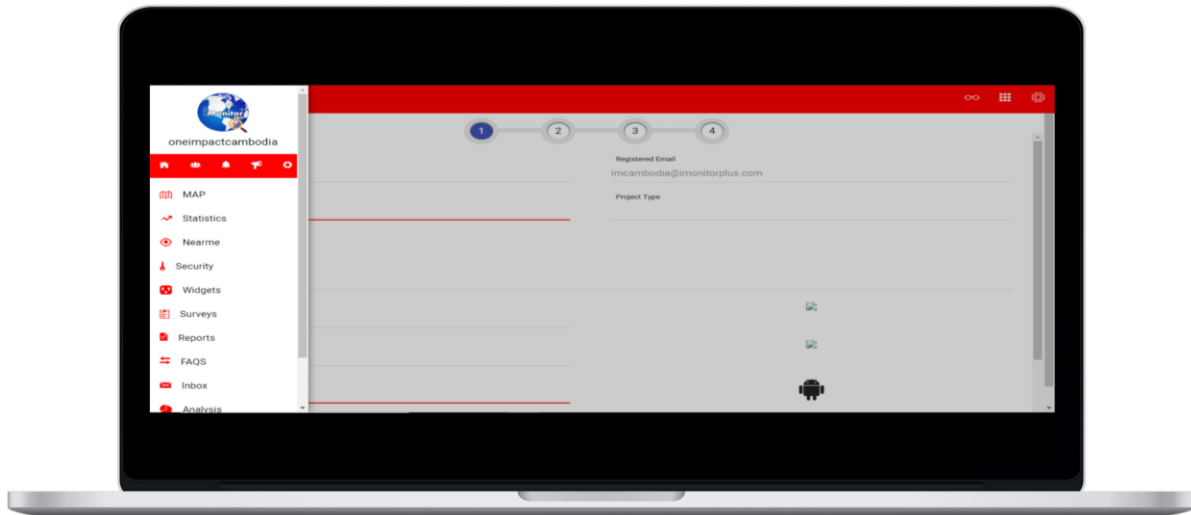 Monitor
oneimpactcambodia
MAP
Statistics
Nearme
Security
Widgets
Surveys
Reports
FAQS
Inbox
Analysis
1 2 3 4
Registered Email
imcambodia@imonitorplus.com
Project Type